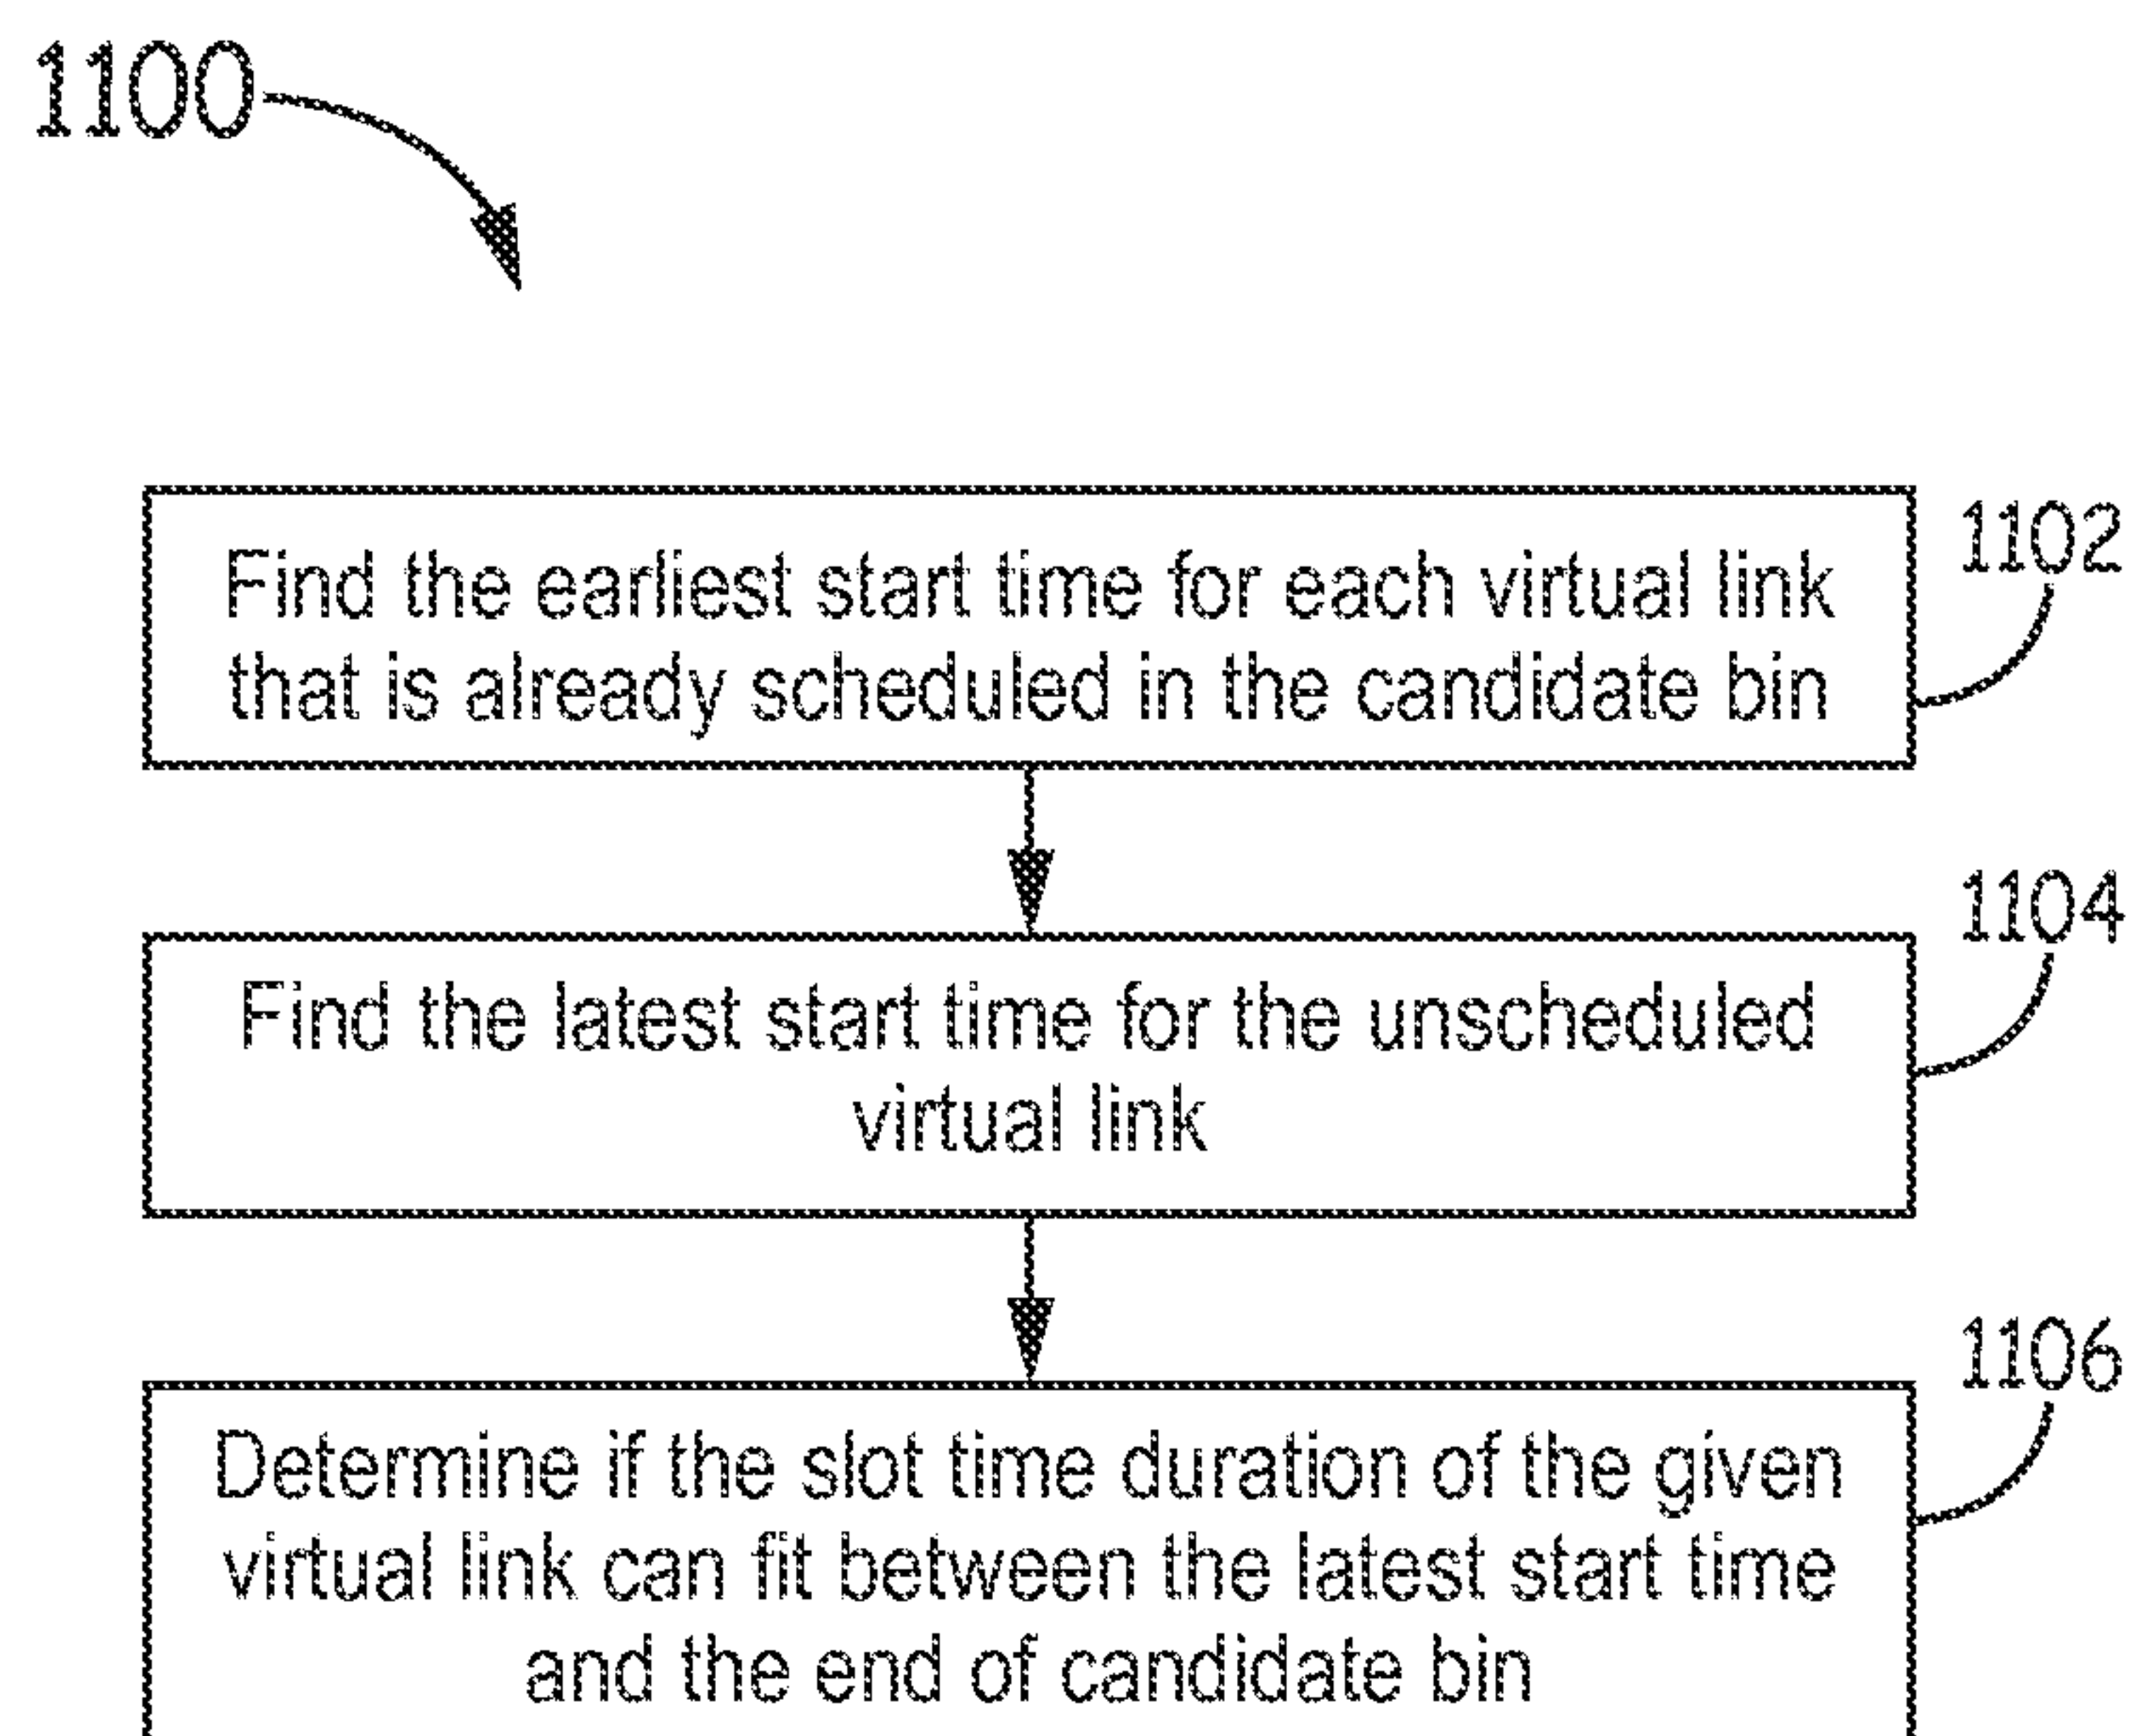 1100
Find the earliest start time for each virtual link
that is already scheduled in the candidate bin
1102
Find the latest start time for the unscheduled
virtual link
1104
Determine if the slot time duration of the given
virtual link can fit between the latest start time
and the end of candidate bin
1106